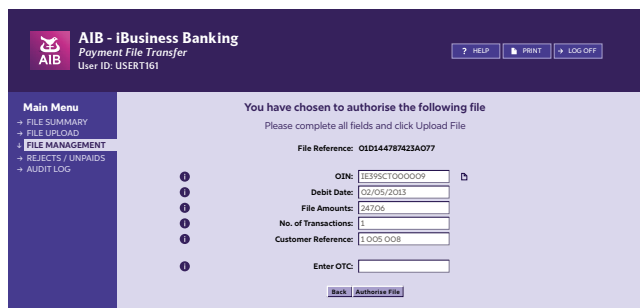 AIB - iBusiness Banking
Payment File Transfer
User ID: USERT161
AIB
? HELP
PRINT
→ LOG OFF
Main Menu
→ FILE SUMMARY
→ FILE UPLOAD
↓ FILE MANAGEMENT
→ REJECTS / UNPAIDS
→ AUDIT LOG
You have chosen to authorise the following file
Please complete all fields and click Upload File
File Reference: 01D144787423A077
i OIN: IE39SCT000009
i Debit Date: 02/05/2013
i File Amounts: 247.06
i No. of Transactions: 1
i Customer Reference: 1 005 008
i Enter OTC:
Back Authorise File